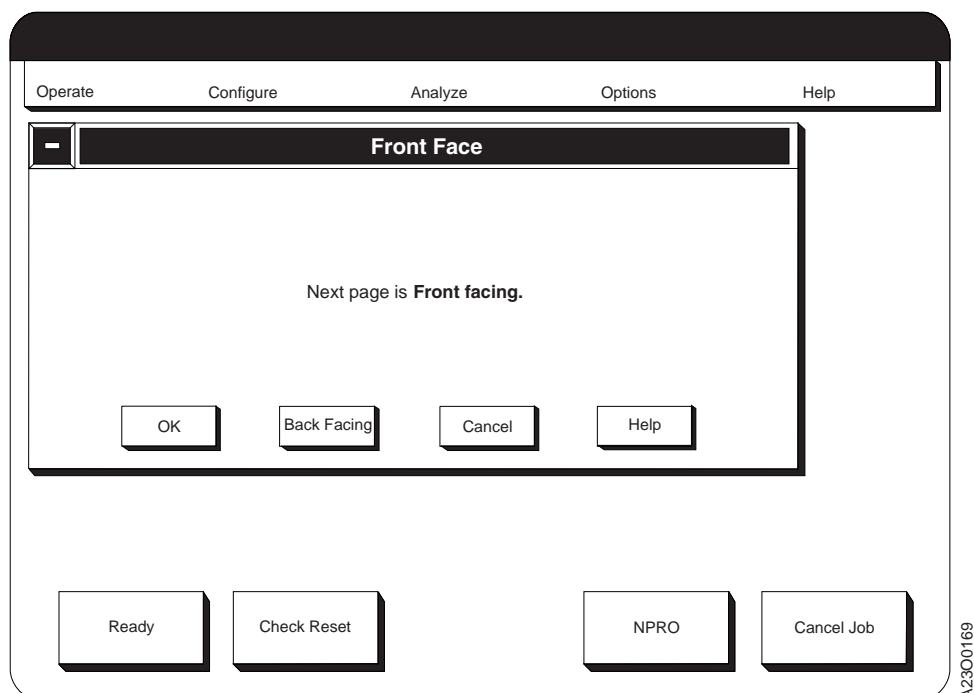 Operate Configure Analyze Options Help
-
Front Face
Next page is Front facing.
OK Back Facing Cancel Help
Ready Check Reset NPRO Cancel Job
A23O0169